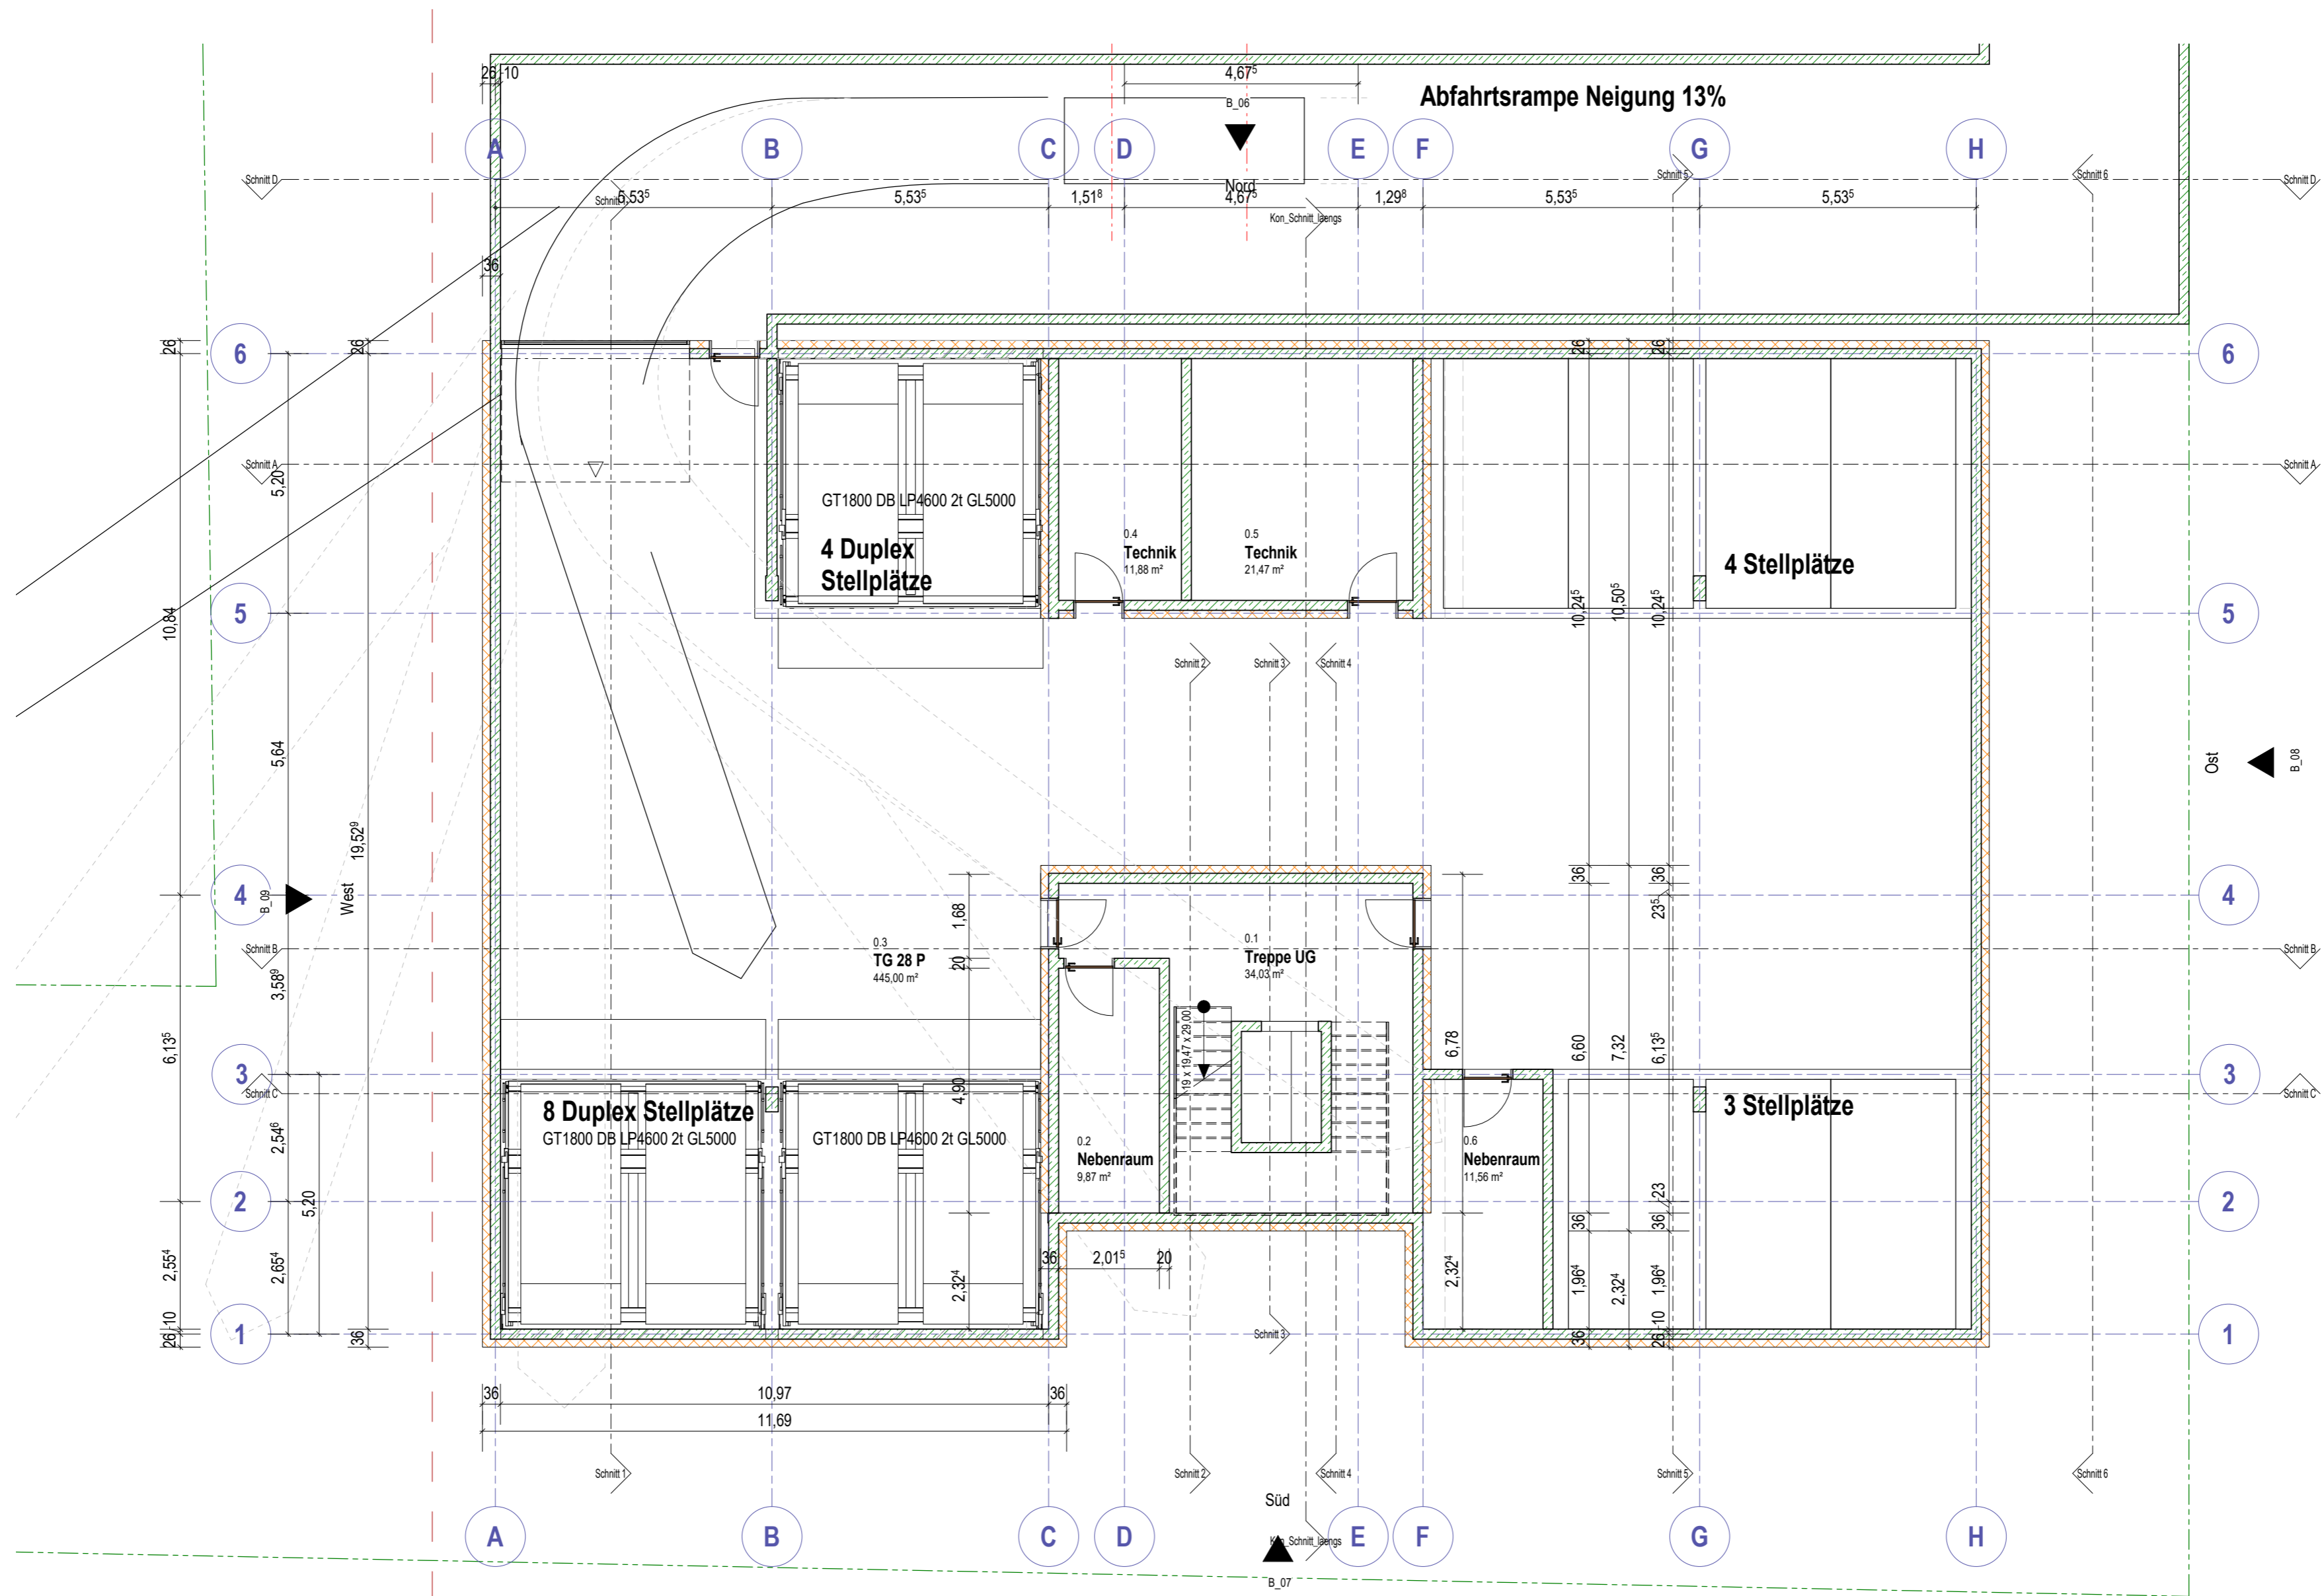 26 10
4,67⁵
B_06
Abfahrtsrampe Neigung 13%
A
B
C
D
E
F
G
H
Schnitt D
Schnitt D
Nord
Schnitt 5
Schnitt 6
5,53⁵
5,53⁵
1,51⁸
4,67⁵
1,29⁸
5,53⁵
5,53⁵
Kon_Schnitt_laengs
36
26
26
26
26
6
6
Schnitt A
Schnitt A
5,20
GT1800 DB LP4600 2t GL5000
4 Duplex
Stellplätze
0.4
Technik
11,88 m²
0.5
Technik
21,47 m²
4 Stellplätze
10,84
10,24⁵
10,50⁵
10,24⁵
5
5
Schnitt 2
Schnitt 3
Schnitt 4
5,64
Ost
B_08
19,52⁹
4
B_09
West
4
36
36
23⁵
1,68
Schnitt B
Schnitt B
0.3
TG 28 P
445,00 m²
20
0.1
Treppe UG
34,03 m²
3,58⁹
6,13⁵
19 x 19,47 x 29,00
6,78
6,60
7,32
6,13⁵
3
3
Schnitt C
Schnitt C
4,90
8 Duplex Stellplätze
GT1800 DB LP4600 2t GL5000
GT1800 DB LP4600 2t GL5000
3 Stellplätze
2,54⁶
0.2
Nebenraum
9,87 m²
0.6
Nebenraum
11,56 m²
2
2
5,20
23
36
36
2,55⁴
2,65⁴
2,32⁴
36
2,01⁵
20
2,32⁴
1,96⁴
2,32⁴
1,96⁴
26 10
36
1
1
Schnitt 3
36
26 10
36
10,97
36
11,69
Schnitt 1
Schnitt 2
Schnitt 4
Schnitt 5
Schnitt 6
Süd
A
B
C
D
E
F
G
H
B_07